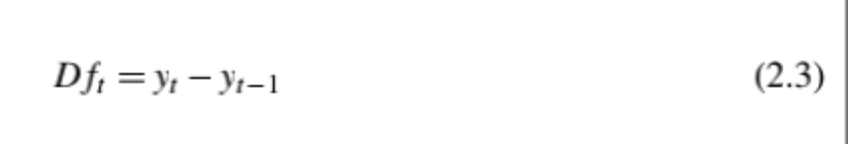 Df_t = y_t − y_{t−1} (2.3)